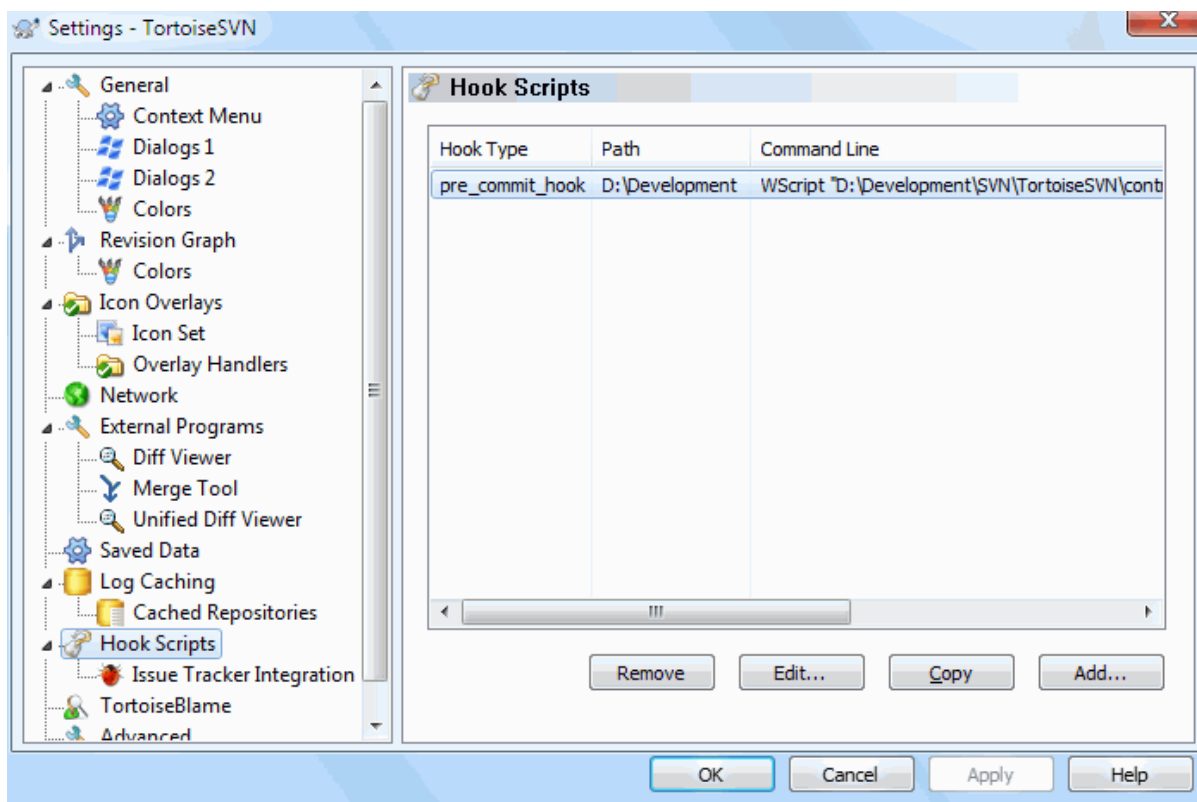 Settings - TortoiseSVN
General
Context Menu
Dialogs 1
Dialogs 2
Colors
Revision Graph
Colors
Icon Overlays
Icon Set
Overlay Handlers
Network
External Programs
Diff Viewer
Merge Tool
Unified Diff Viewer
Saved Data
Log Caching
Cached Repositories
Hook Scripts
Issue Tracker Integration
TortoiseBlame
Advanced
Hook Scripts
Hook Type Path Command Line
pre_commit_hook D:\Development WScript "D:\Development\SVN\TortoiseSVN\contr
Remove Edit... Copy Add...
OK Cancel Apply Help